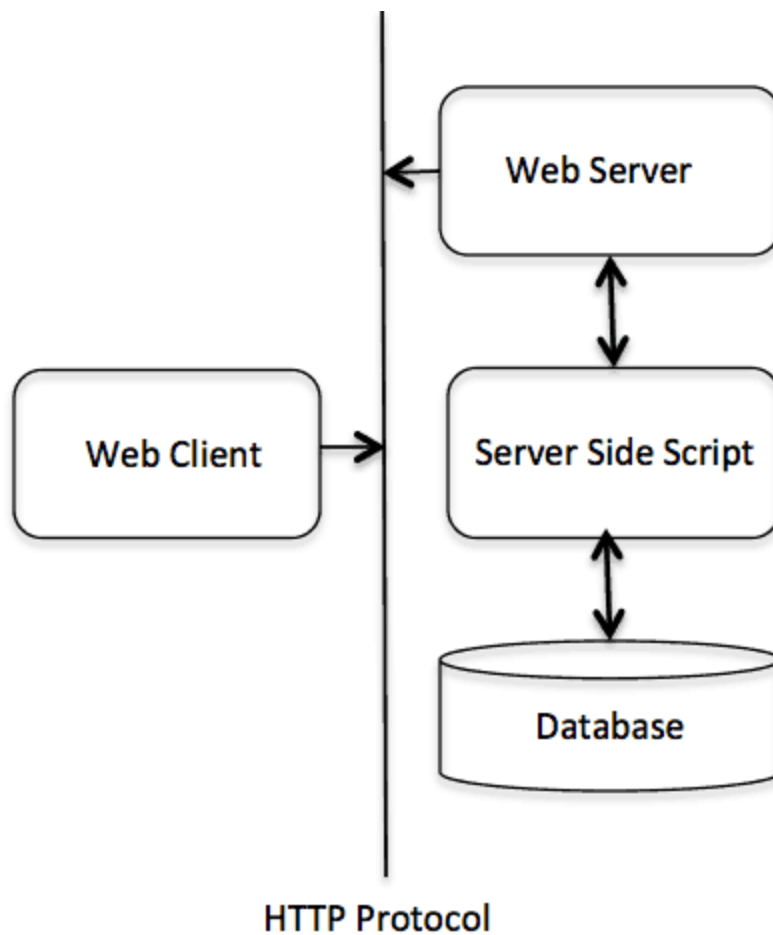 Web Server
Web Client
Server Side Script
Database
HTTP Protocol